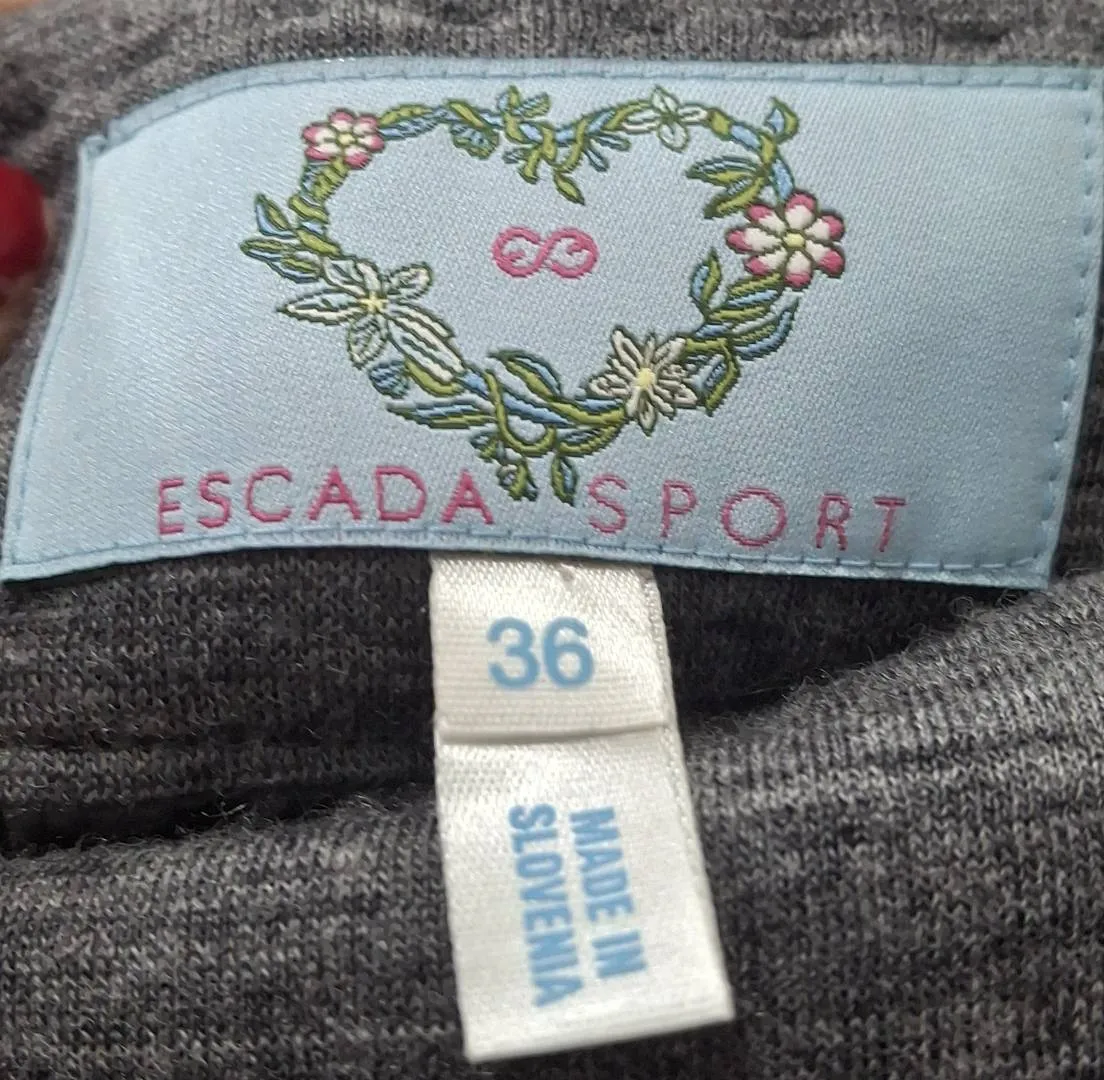 ESCADA SPORT
36
MADE IN
SLOVENIA